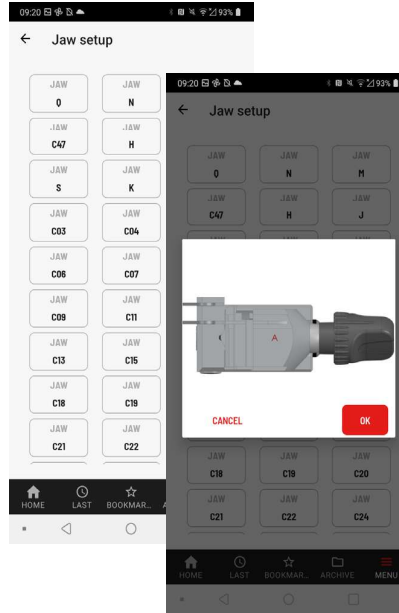 09:20 93%
Jaw setup
JAW JAW
Q N
JAW JAW
C47 H
JAW JAW
S K
JAW JAW
C03 C04
JAW JAW
C06 C07
JAW JAW
C09 C11
JAW JAW
C13 C15
JAW JAW
C18 C19
JAW JAW
C21 C22
HOME LAST BOOKMAR...
09:20 93%
Jaw setup
JAW JAW JAW
Q N M
JAW JAW JAW
C47 H J
A
CANCEL OK
JAW JAW JAW
C18 C19 C20
JAW JAW JAW
C21 C22 C24
HOME LAST BOOKMAR... ARCHIVE MENU